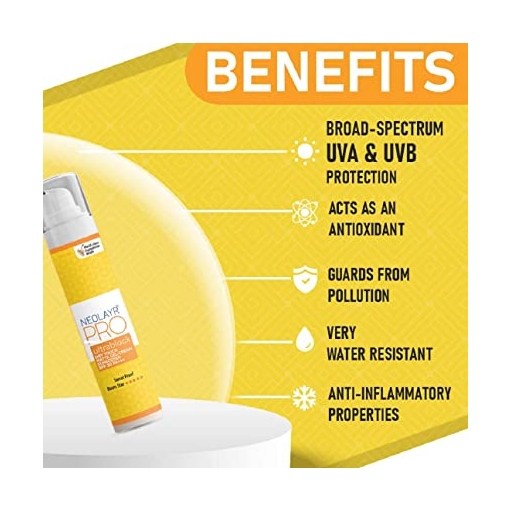 BENEFITS
BROAD-SPECTRUM
UVA & UVB
PROTECTION
ACTS AS AN
ANTIOXIDANT
GUARDS FROM
POLLUTION
VERY
WATER RESISTANT
ANTI-INFLAMMATORY
PROPERTIES
NEOLAYR
PRO
ultrablock